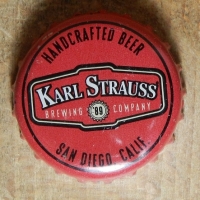 HANDCRAFTED BEER
KARL STRAUSS
BREWING '89 COMPANY
SAN DIEGO, CALIF.